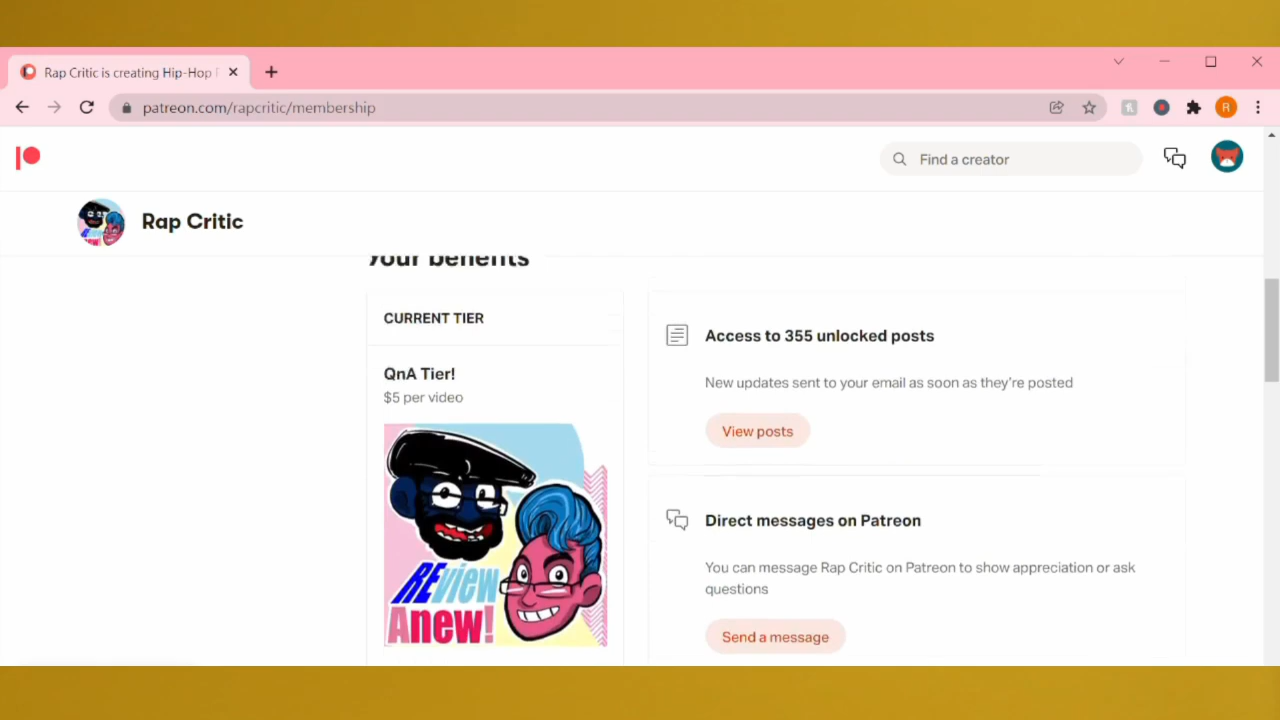 Rap Critic is creating Hip-Hop
patreon.com/rapcritic/membership
R
Find a creator
Rap Critic
Your benefits
CURRENT TIER
QnA Tier!
$5 per video
REview
Anew!
Access to 355 unlocked posts
New updates sent to your email as soon as they're posted
View posts
Direct messages on Patreon
You can message Rap Critic on Patreon to show appreciation or ask
questions
Send a message